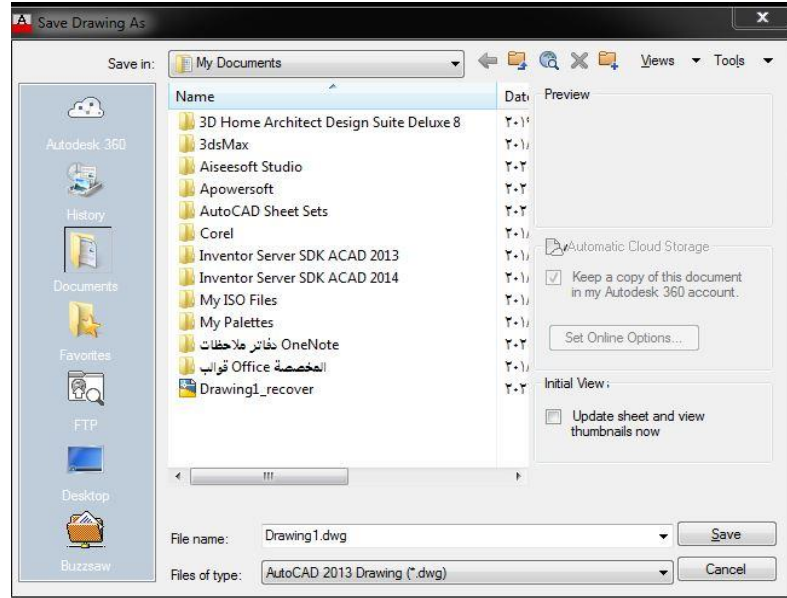 Save Drawing As
Save in:
My Documents
Views
Tools
Autodesk 360
History
Documents
Favorites
FTP
Desktop
Buzzsaw
Name
3D Home Architect Design Suite Deluxe 8
3dsMax
Aiseesoft Studio
Apowersoft
AutoCAD Sheet Sets
Corel
Inventor Server SDK ACAD 2013
Inventor Server SDK ACAD 2014
My ISO Files
My Palettes
دفاتر ملاحظات OneNote
قوالب Office المخصصة
Drawing1_recover
Preview
Automatic Cloud Storage
Keep a copy of this document
in my Autodesk 360 account.
Set Online Options...
Initial View:
Update sheet and view
thumbnails now
File name:
Drawing1.dwg
Save
Files of type:
AutoCAD 2013 Drawing (*.dwg)
Cancel